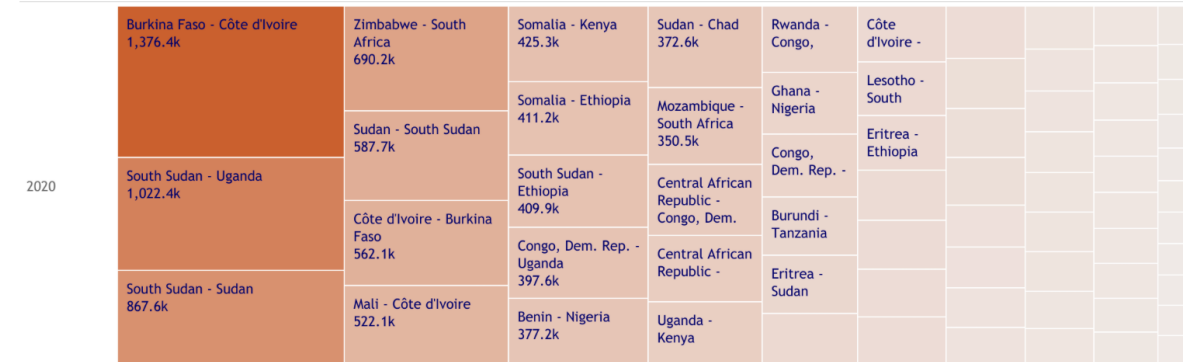 2020
Burkina Faso - Côte d'Ivoire
1,376.4k
South Sudan - Uganda
1,022.4k
South Sudan - Sudan
867.6k
Zimbabwe - South
Africa
690.2k
Sudan - South Sudan
587.7k
Côte d'Ivoire - Burkina
Faso
562.1k
Mali - Côte d'Ivoire
522.1k
Somalia - Kenya
425.3k
Somalia - Ethiopia
411.2k
South Sudan -
Ethiopia
409.9k
Congo, Dem. Rep. -
Uganda
397.6k
Benin - Nigeria
377.2k
Sudan - Chad
372.6k
Mozambique -
South Africa
350.5k
Central African
Republic -
Congo, Dem.
Central African
Republic -
Uganda -
Kenya
Rwanda -
Congo,
Ghana -
Nigeria
Congo,
Dem. Rep. -
Burundi -
Tanzania
Eritrea -
Sudan
Côte
d'Ivoire -
Lesotho -
South
Eritrea -
Ethiopia